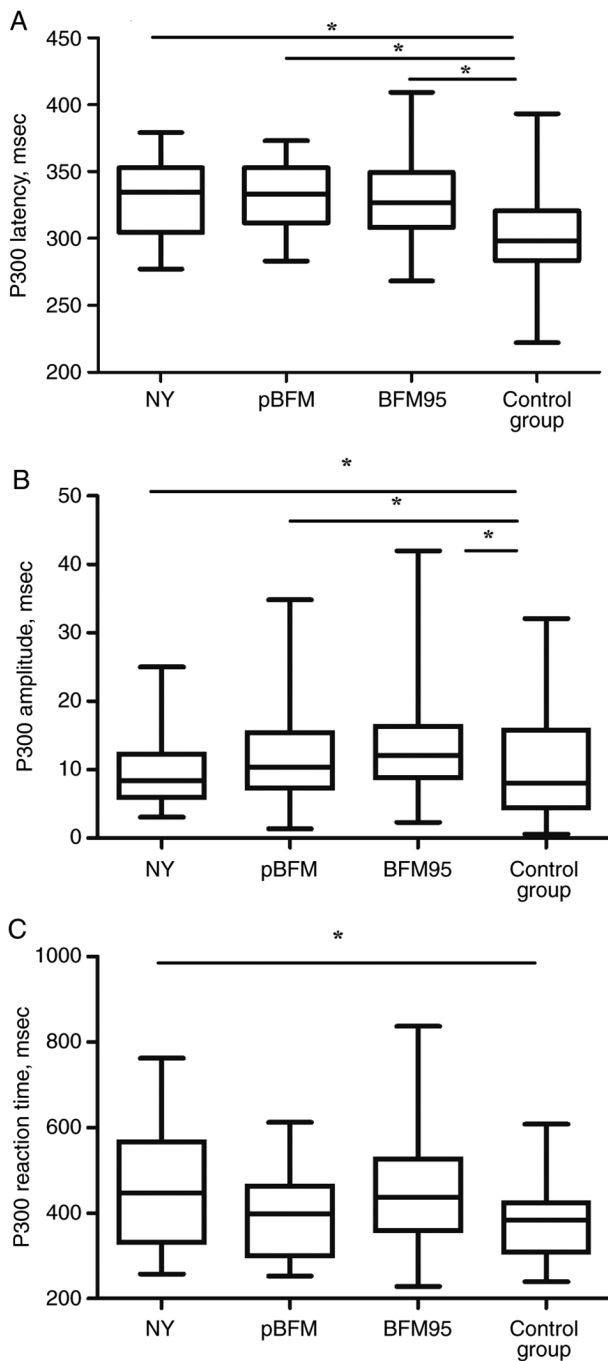 A
P300 latency, msec
450
400
350
300
250
200
*
*
*
NY
pBFM
BFM95
Control
group
B
P300 amplitude, msec
50
40
30
20
10
0
*
*
*
NY
pBFM
BFM95
Control
group
C
P300 reaction time, msec
1000
800
600
400
200
*
NY
pBFM
BFM95
Control
group